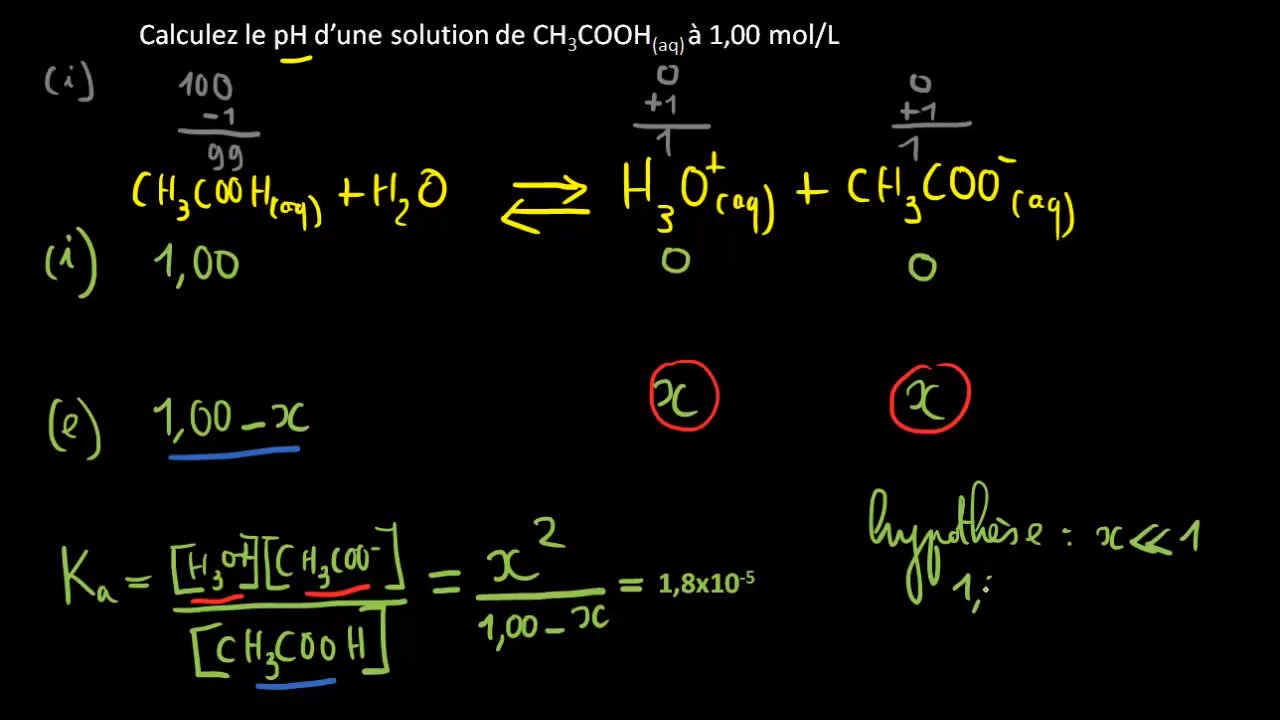 Calculez le pH d'une solution de CH₃COOH(aq) à 1,00 mol/L
(i) 100 0 0
-1 +1 +1
99 1 1
CH₃COOH(aq) + H₂O ⇌ H₃O⁺(aq) + CH₃COO⁻(aq)
(i) 1,00 0 0
(e) 1,00 - x x x
Ka = [H₃O⁺][CH₃COO⁻] / [CH₃COOH] = x² / 1,00 - x = 1,8x10⁻⁵
hypothèse : x << 1
1,